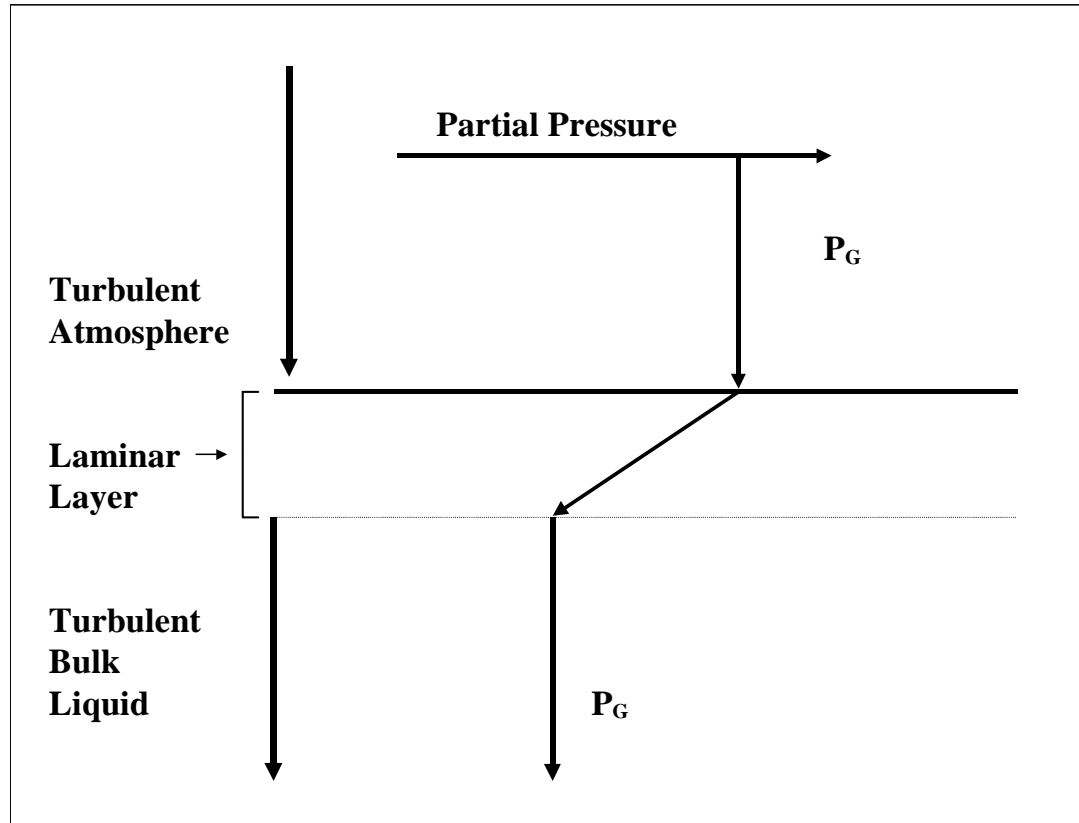 Partial Pressure
P_G
Turbulent
Atmosphere
Laminar
Layer
Turbulent
Bulk
Liquid
P_G